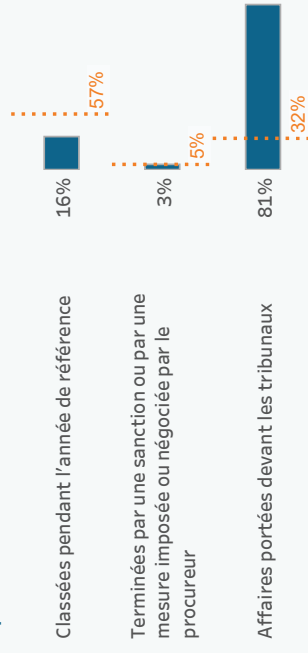 Classées pendant l’année de référence
16%
57%
Terminées par une sanction ou par une
mesure imposée ou négociée par le
procureur
3%
5%
Affaires portées devant les tribunaux
81%
32%